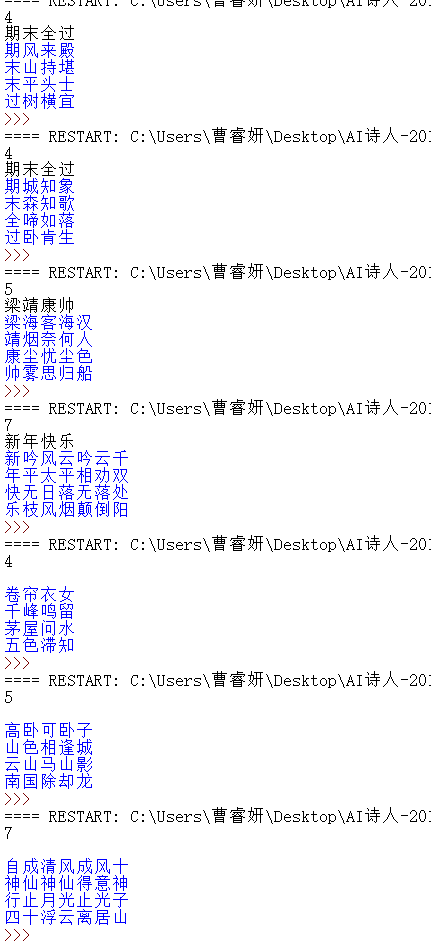 ==== RESTART: C:\Users\曹睿妍\Desktop\AI诗人-201
4
期末全过
期风来殿
末山持堪
末平头士
过树横宜
>>>
==== RESTART: C:\Users\曹睿妍\Desktop\AI诗人-201
4
期末全过
期城知象
末森知歌
全啼如落
过卧肯生
>>>
==== RESTART: C:\Users\曹睿妍\Desktop\AI诗人-201
5
梁靖康帅
梁海客海汉
靖烟奈何人
康尘忧尘色
帅雾思归船
>>>
==== RESTART: C:\Users\曹睿妍\Desktop\AI诗人-201
7
新年快乐
新吟风云吟云千
年平太平相劝双
快无日落无落处
乐枝风烟颠倒阳
>>>
==== RESTART: C:\Users\曹睿妍\Desktop\AI诗人-201
4
卷帘衣女
千峰鸣留
茅屋问水
五色滞知
>>>
==== RESTART: C:\Users\曹睿妍\Desktop\AI诗人-201
5
高卧可卧子
山色相逢城
云山马山影
南国除却龙
>>>
==== RESTART: C:\Users\曹睿妍\Desktop\AI诗人-201
7
自成清风成风十
神仙神仙得意神
行止月光止光子
四十浮云离居山
>>>